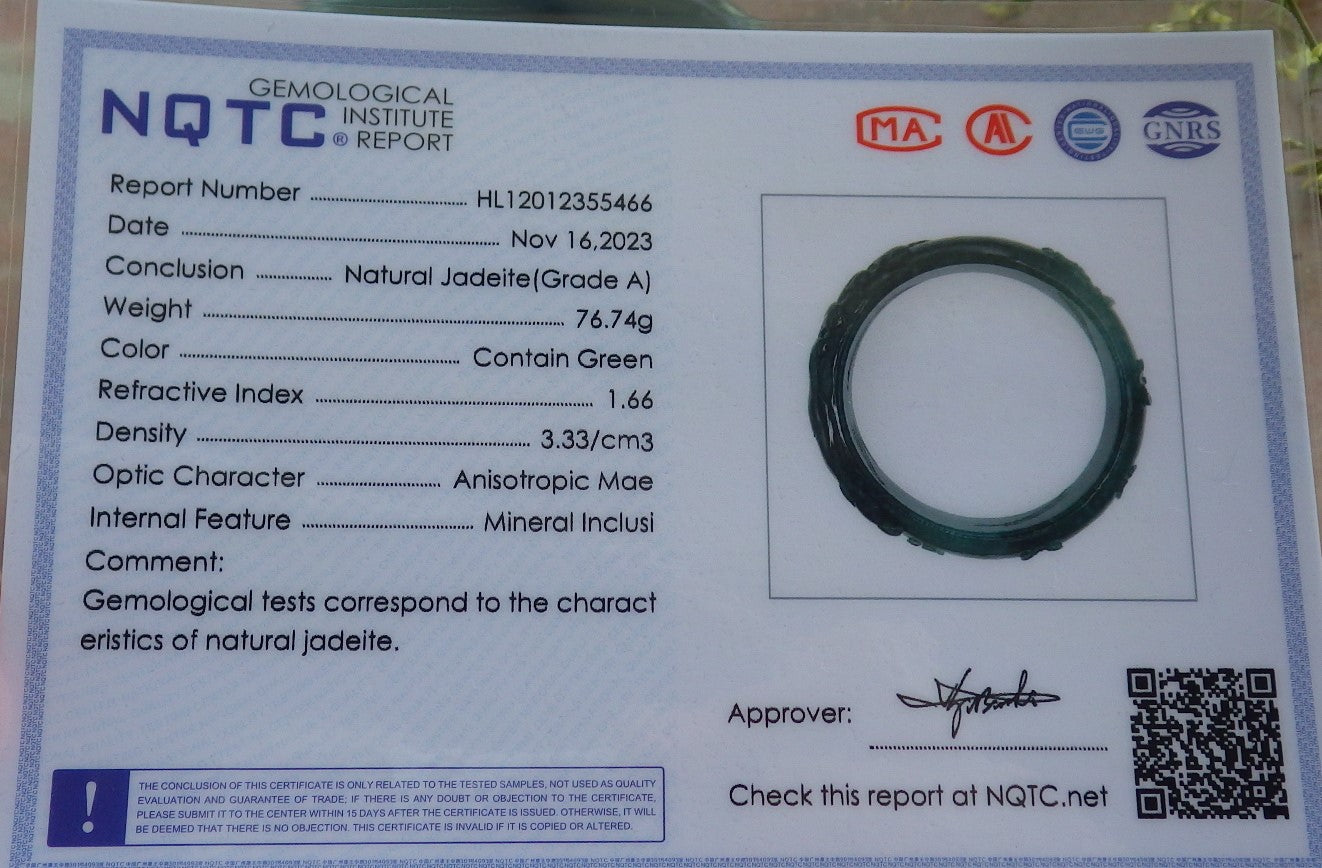 GEMOLOGICAL
NQTC® INSTITUTE
REPORT
MA
AL
GNRS
Report Number ........ HL12012355466
Date ........ Nov 16,2023
Conclusion ........ Natural Jadeite(Grade A)
Weight ........ 76.74g
Color ........ Contain Green
Refractive Index ........ 1.66
Density ........ 3.33/cm3
Optic Character ........ Anisotropic Mae
Internal Feature ........ Mineral Inclusi
Comment:
Gemological tests correspond to the charact
eristics of natural jadeite.
Approver:
Check this report at NQTC.net
!
THE CONCLUSION OF THIS CERTIFICATE IS ONLY RELATED TO THE TESTED SAMPLES, NOT USED AS QUALITY
EVALUATION AND GUARANTEE OF TRADE; IF THERE IS ANY DOUBT OR OBJECTION TO THE CERTIFICATE,
PLEASE SUBMIT IT TO THE CENTER WITHIN 15 DAYS AFTER THE CERTIFICATE IS ISSUED. OTHERWISE, IT WILL
BE DEEMED THAT THERE IS NO OBJECTION. THIS CERTIFICATE IS INVALID IF IT IS COPIED OR ALTERED.